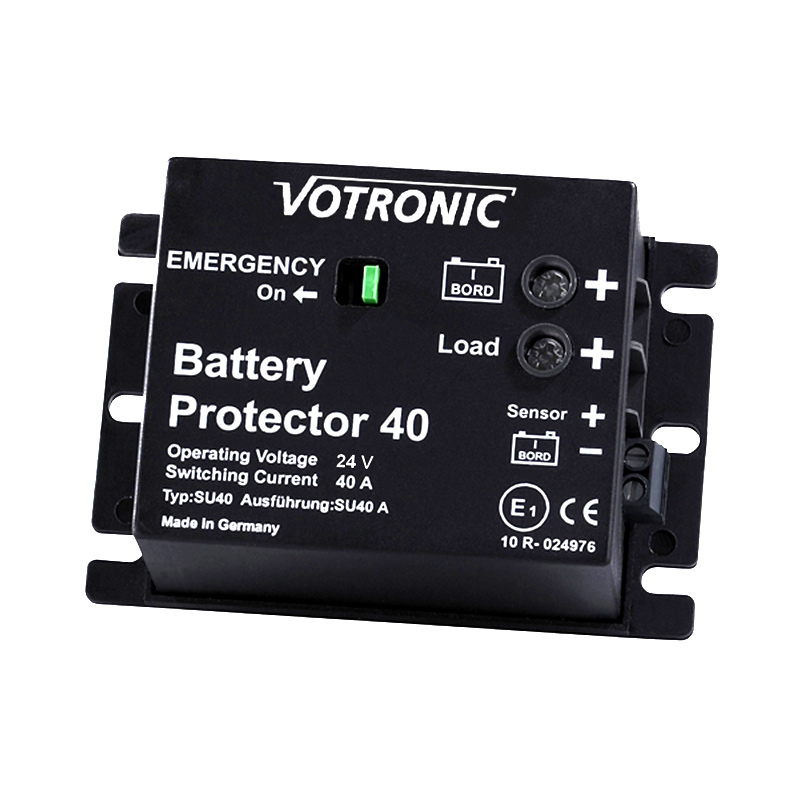 VOTRONIC
EMERGENCY
On ←
I
BORD
+
Load
+
Battery
Protector 40
Sensor +
I
BORD
−
Operating Voltage 24 V
Switching Current 40 A
Typ:SU40 Ausführung:SU40 A
Made in Germany
E1 CE
10 R- 024976